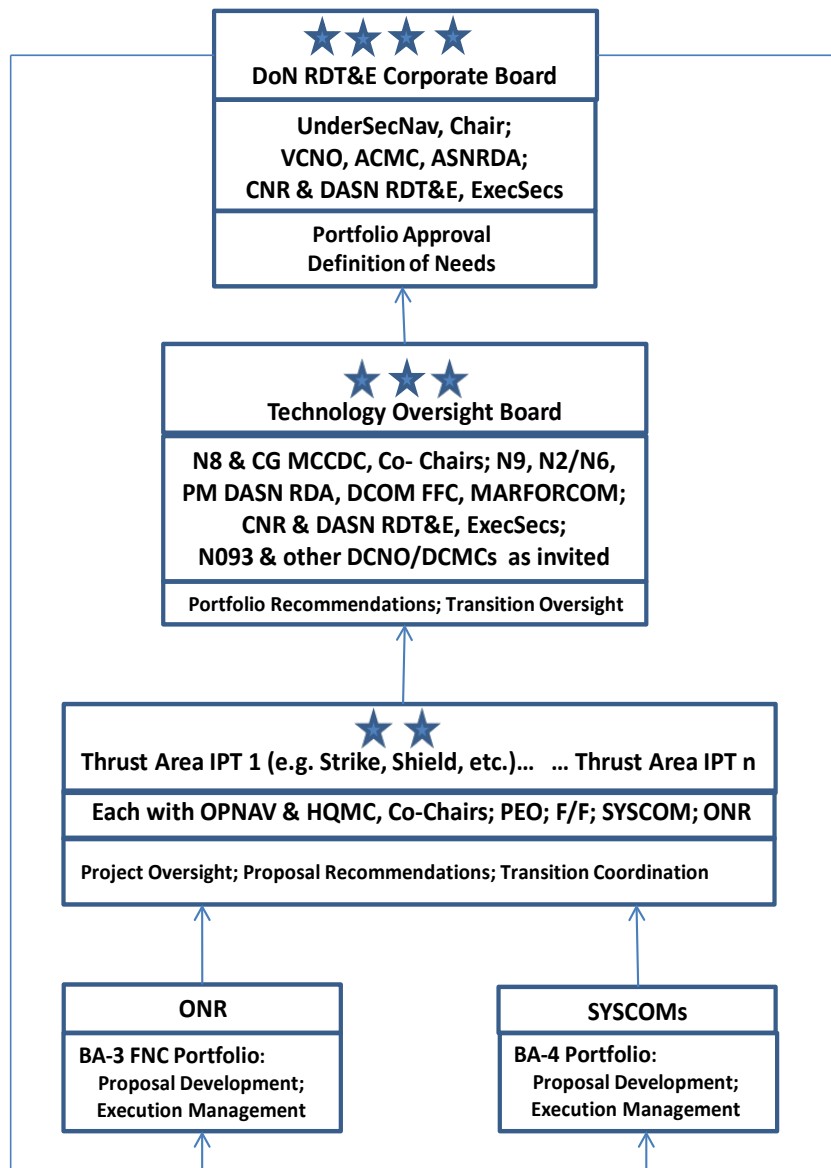 DoN RDT&E Corporate Board
UnderSecNav, Chair;
VCNO, ACMC, ASNRDA;
CNR & DASN RDT&E, ExecSecs
Portfolio Approval
Definition of Needs
Technology Oversight Board
N8 & CG MCCDC, Co- Chairs; N9, N2/N6,
PM DASN RDA, DCOM FFC, MARFORCOM;
CNR & DASN RDT&E, ExecSecs;
N093 & other DCNO/DCMCs as invited
Portfolio Recommendations; Transition Oversight
Thrust Area IPT 1 (e.g. Strike, Shield, etc.)... ... Thrust Area IPT n
Each with OPNAV & HQMC, Co-Chairs; PEO; F/F; SYSCOM; ONR
Project Oversight; Proposal Recommendations; Transition Coordination
ONR
BA-3 FNC Portfolio:
Proposal Development;
Execution Management
SYSCOMs
BA-4 Portfolio:
Proposal Development;
Execution Management